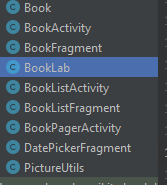 Book
BookActivity
BookFragment
BookLab
BookListActivity
BookListFragment
BookPagerActivity
DatePickerFragment
PictureUtils